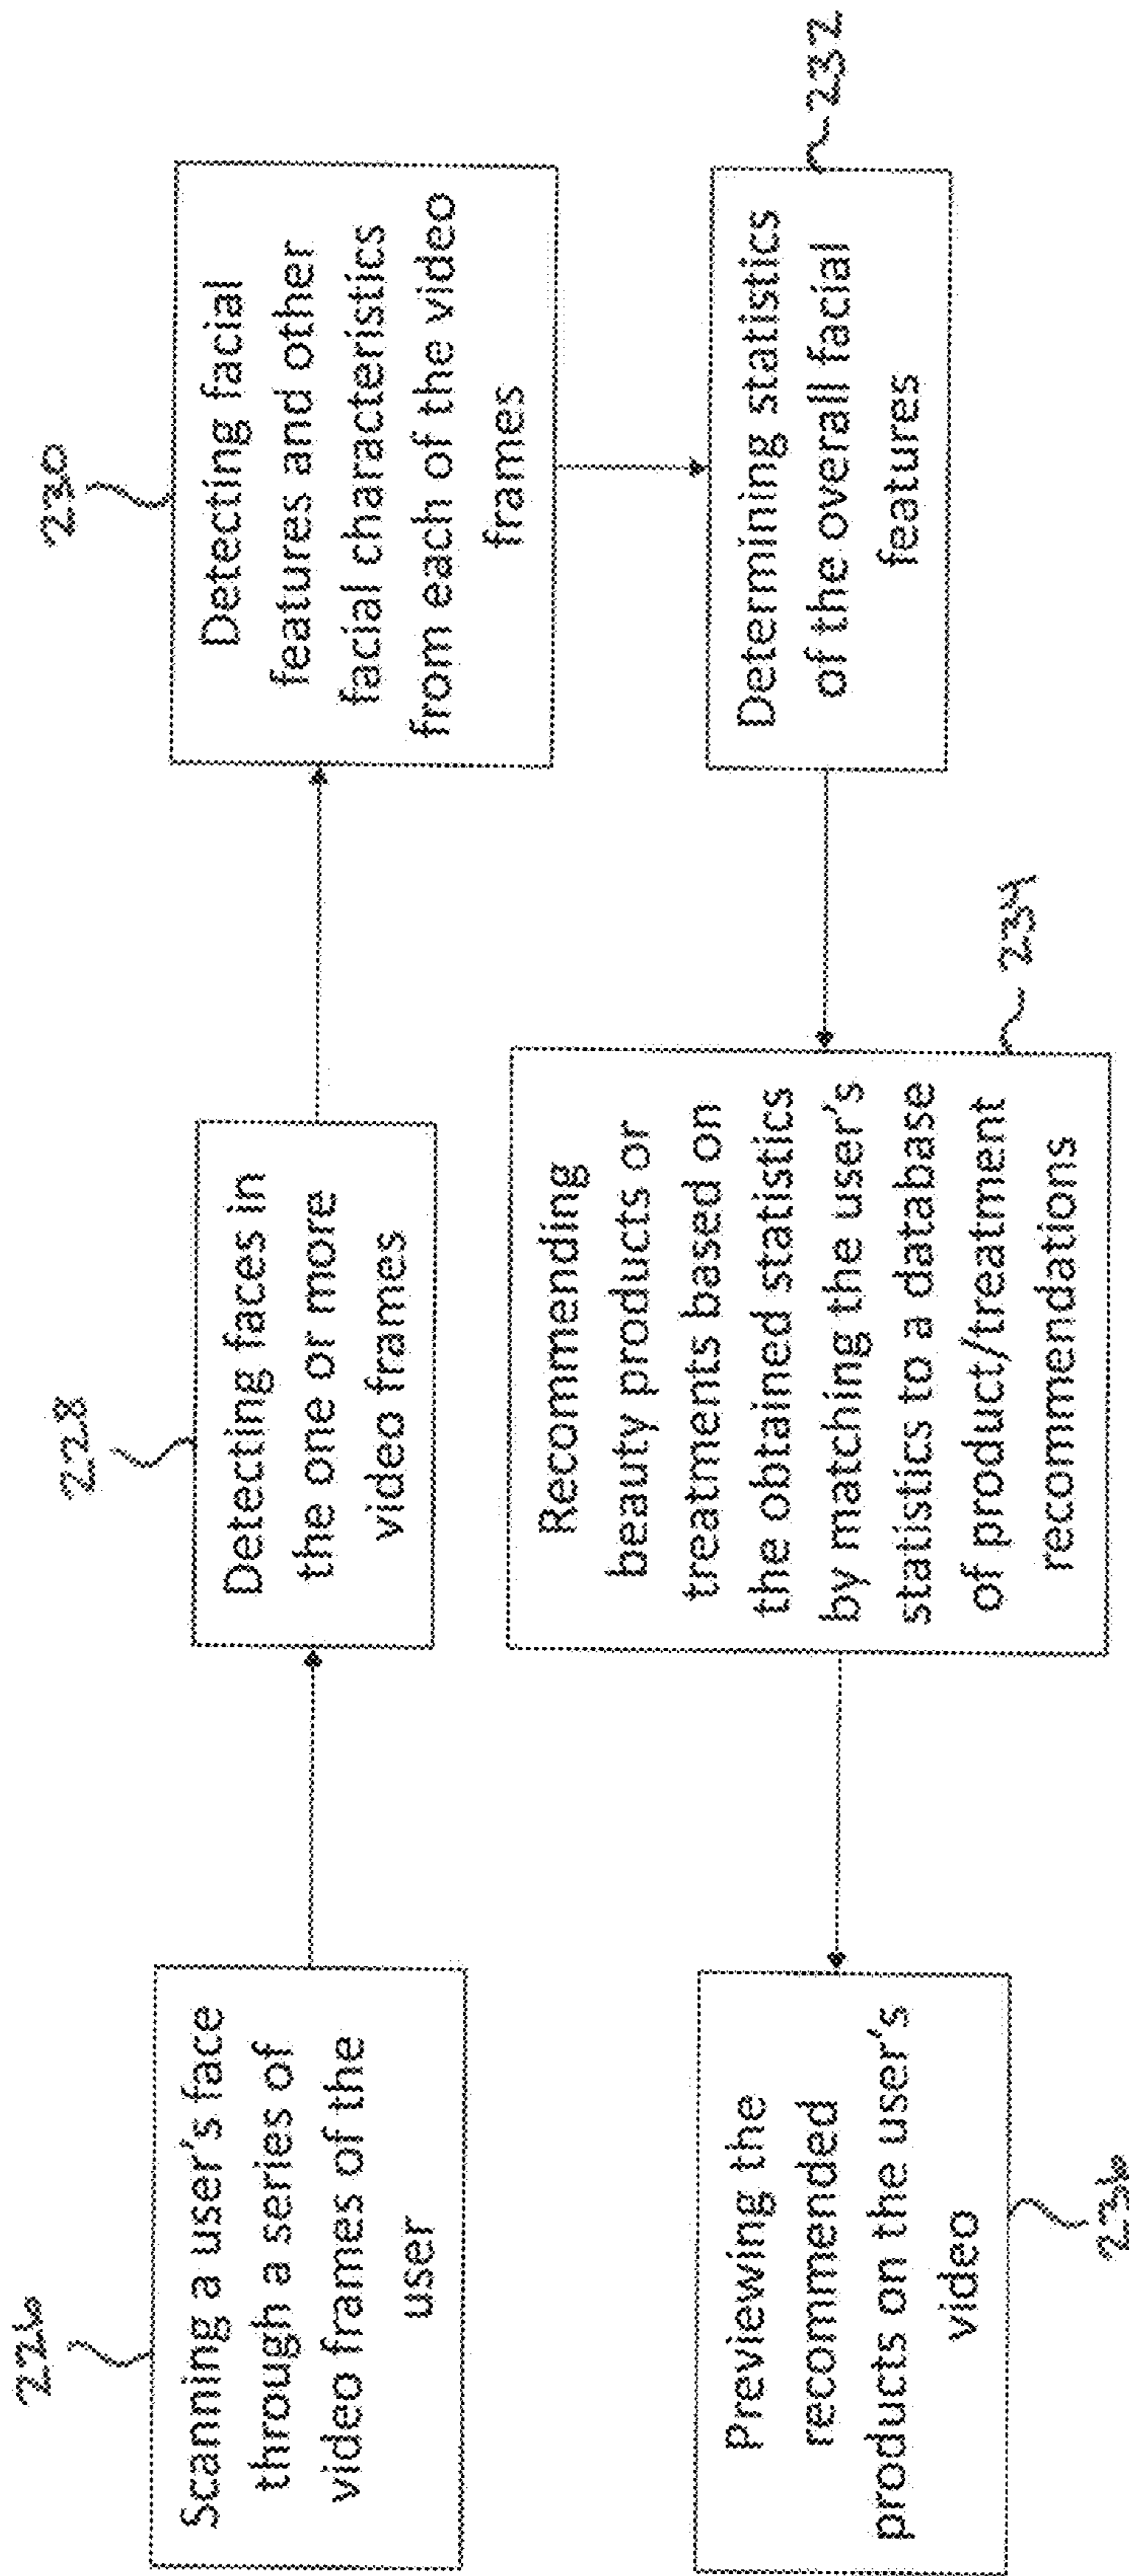 226
Scanning a user's face
through a series of
video frames of the
user
228
Detecting faces in
the one or more
video frames
230
Detecting facial
features and other
facial characteristics
from each of the video
frames
Determining statistics
of the overall facial
features
232
Recommending
beauty products or
treatments based on
the obtained statistics
by matching the user's
statistics to a database
of product/treatment
recommendations
234
Previewing the
recommended
products on the user's
video
236